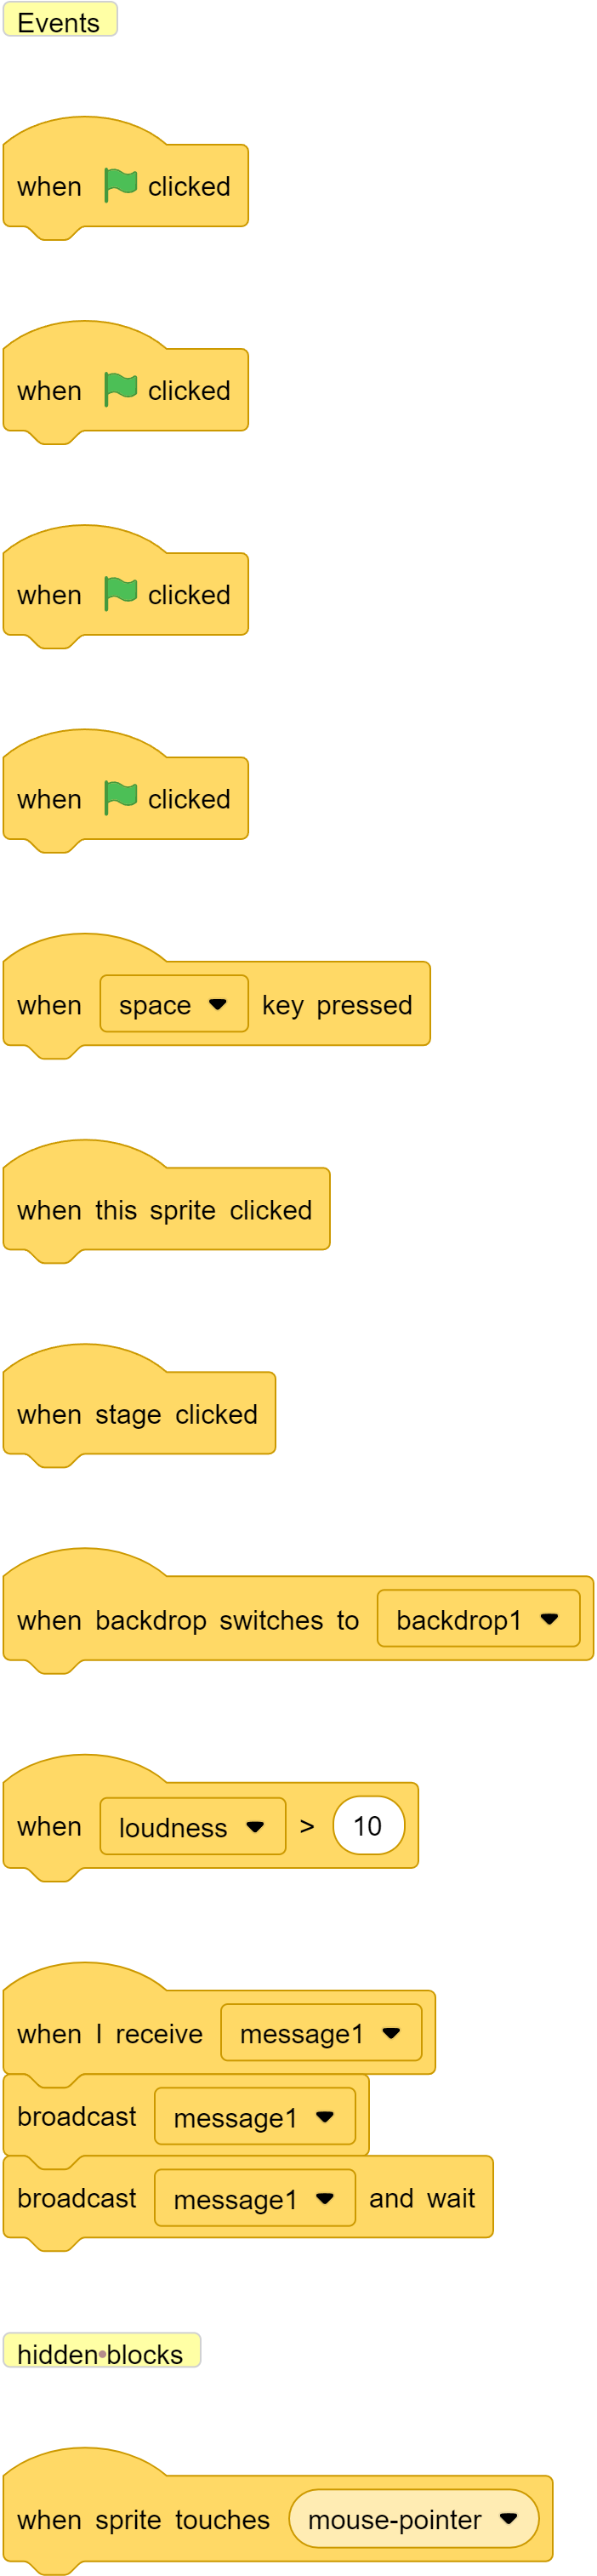 Events
when clicked
when clicked
when clicked
when clicked
when space key pressed
when this sprite clicked
when stage clicked
when backdrop switches to backdrop1
when loudness > 10
when I receive message1
broadcast message1
broadcast message1 and wait
hidden•blocks
when sprite touches mouse-pointer